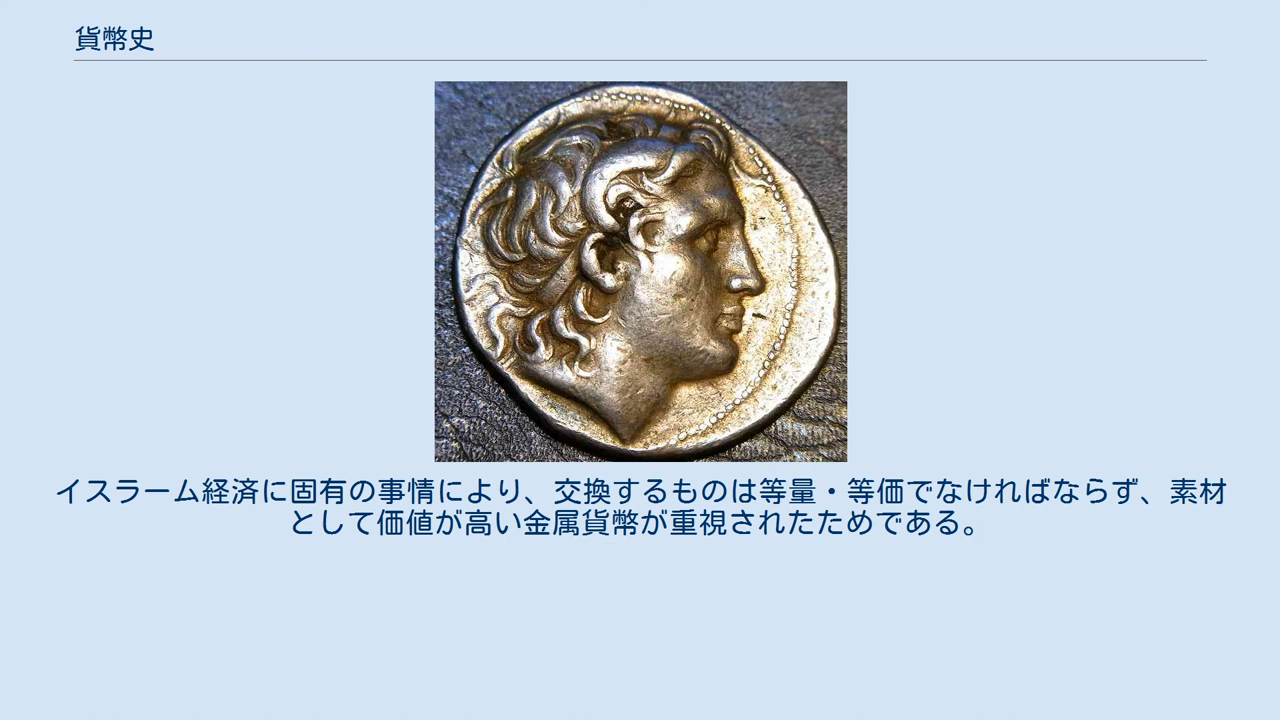 貨幣史
イスラーム経済に固有の事情により、交換するものは等量・等価でなければならず、素材
として価値が高い金属貨幣が重視されたためである。